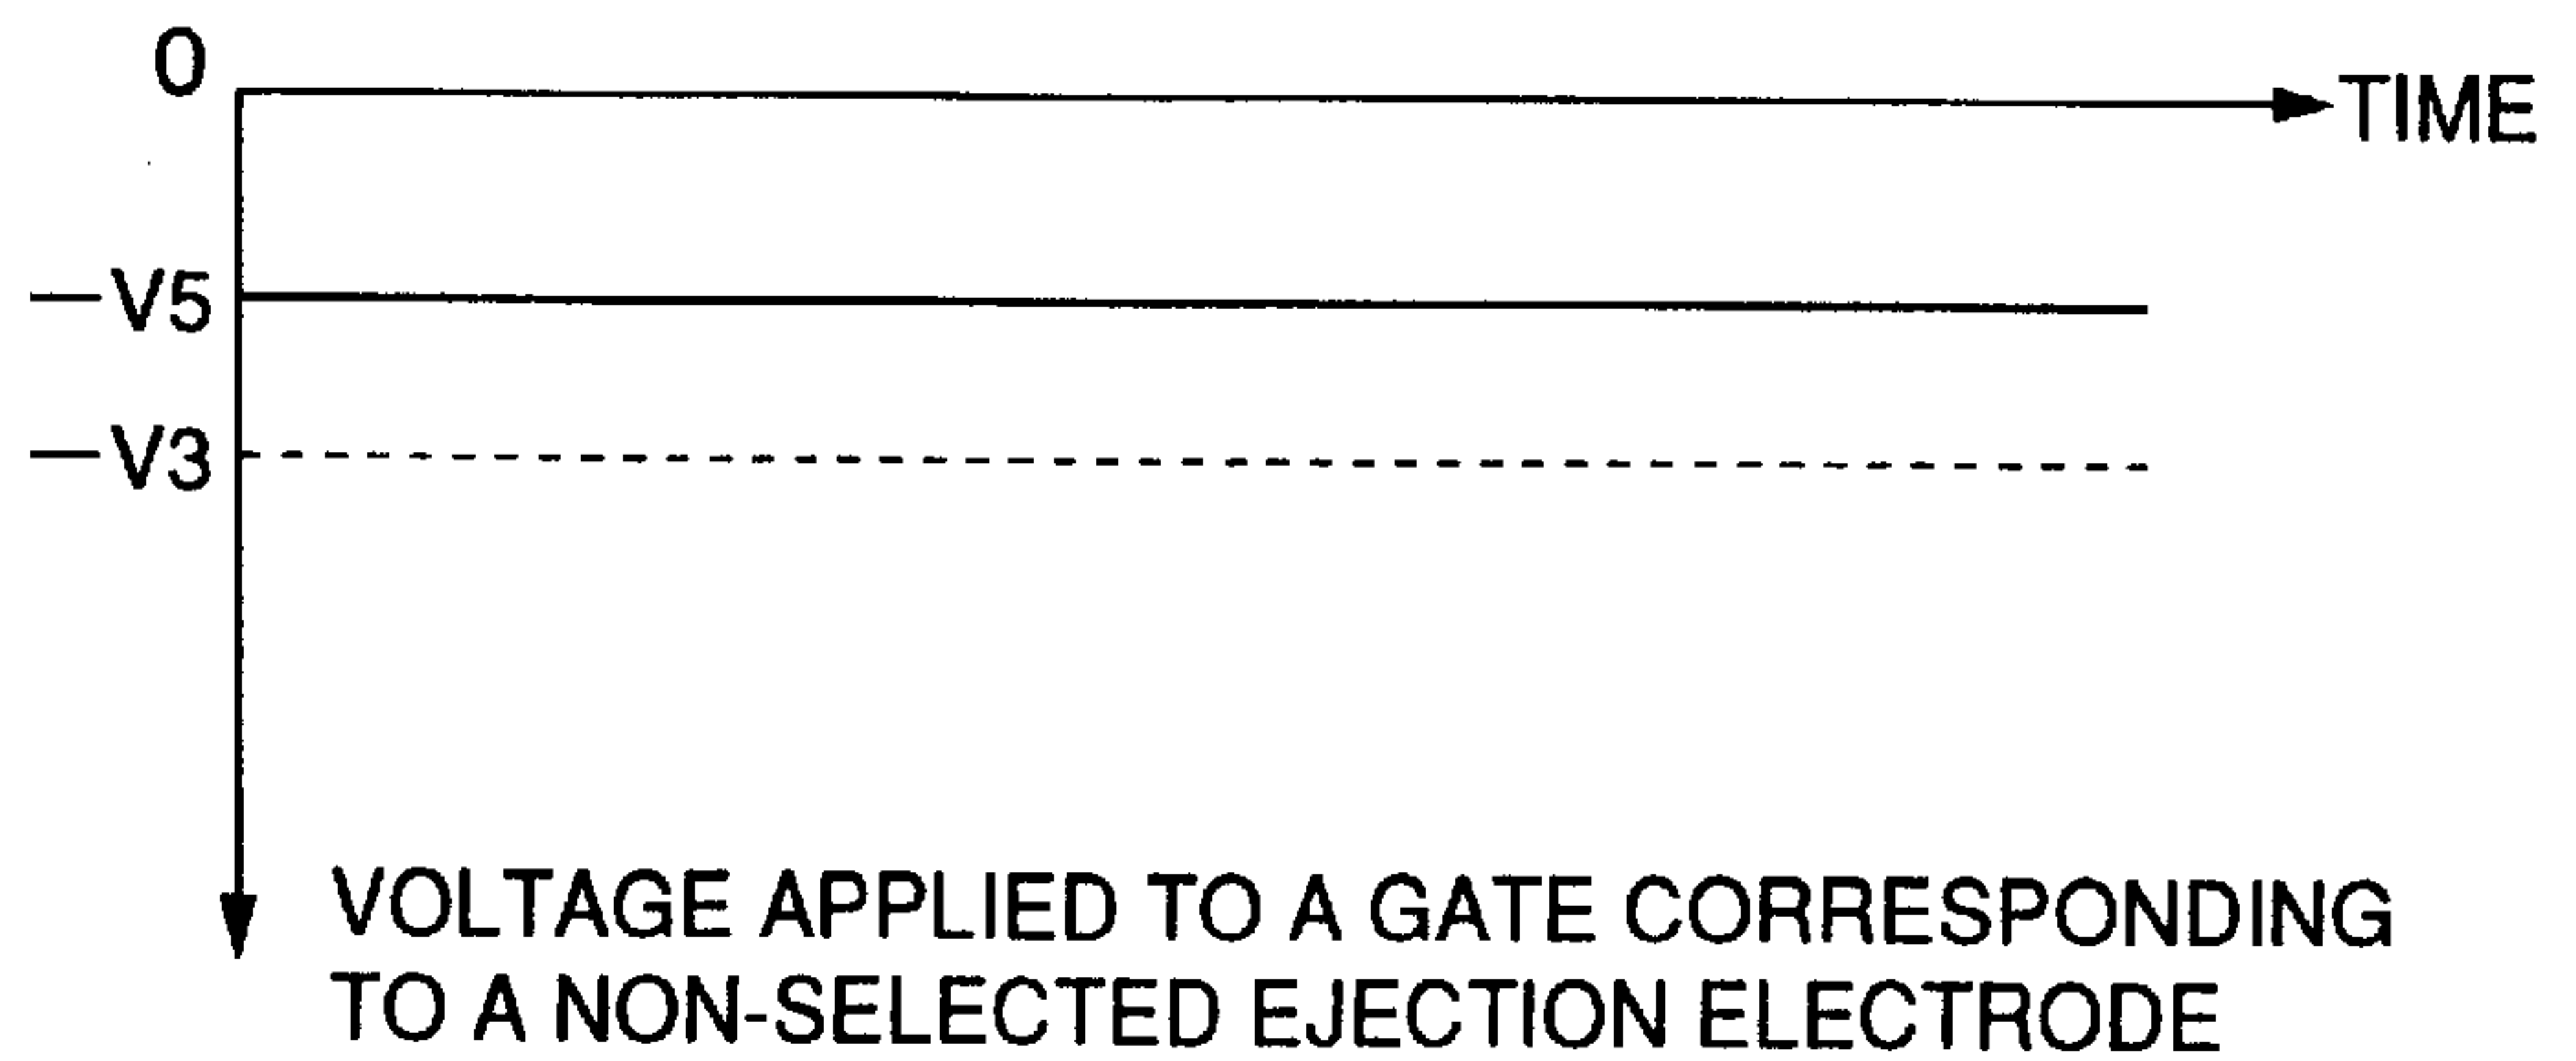 0
TIME
—V5
—V3
VOLTAGE APPLIED TO A GATE CORRESPONDING
TO A NON-SELECTED EJECTION ELECTRODE